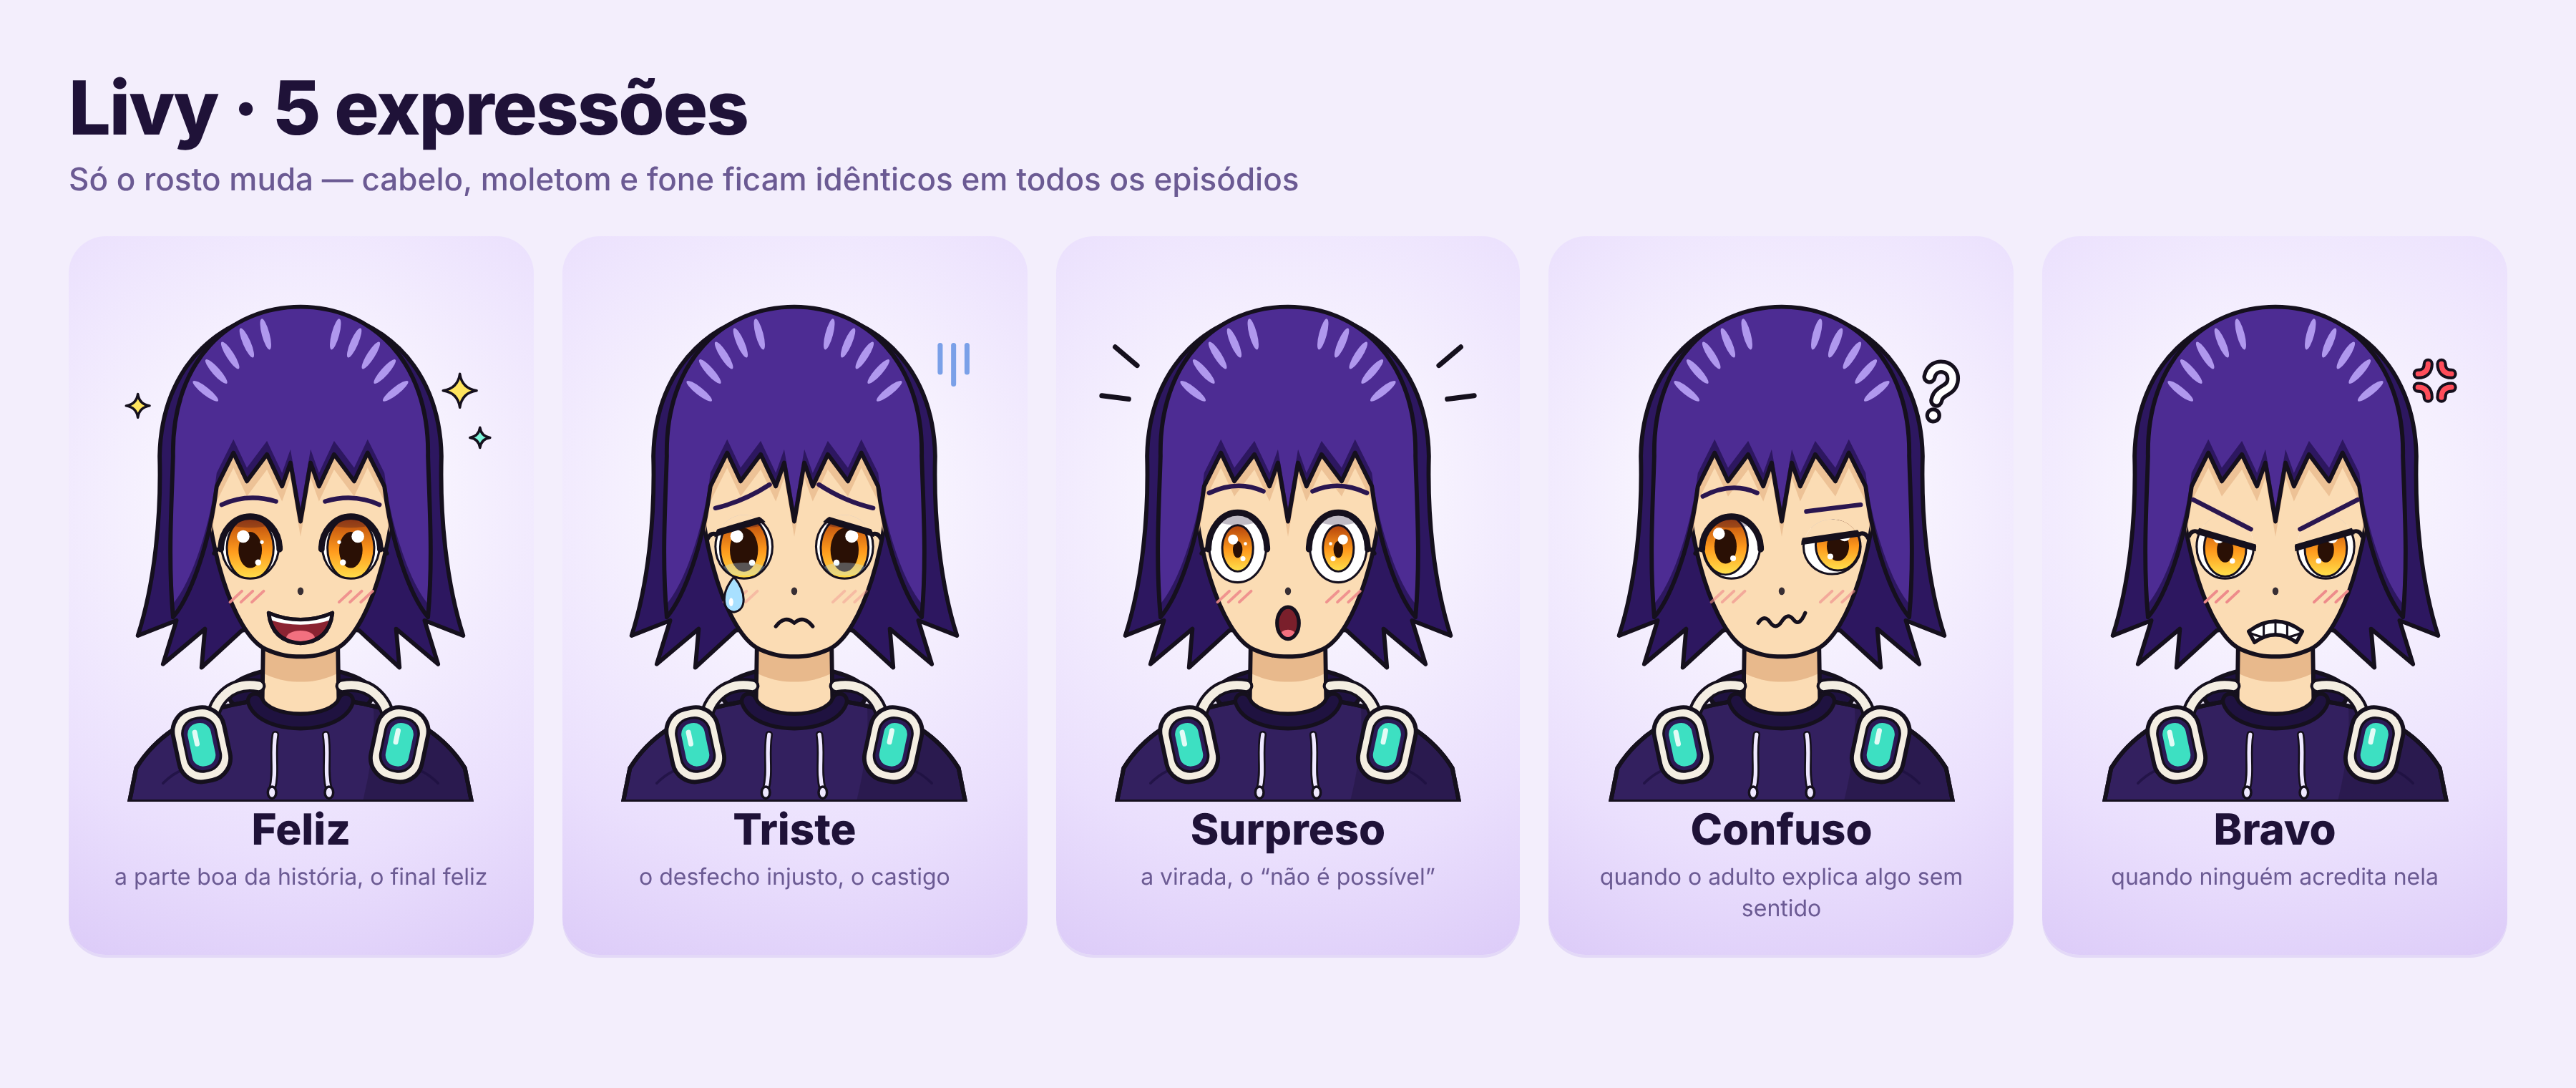 Livy · 5 expressões
Só o rosto muda — cabelo, moletom e fone ficam idênticos em todos os episódios
Feliz
a parte boa da história, o final feliz
Triste
o desfecho injusto, o castigo
Surpreso
a virada, o “não é possível”
Confuso
quando o adulto explica algo sem
sentido
Bravo
quando ninguém acredita nela